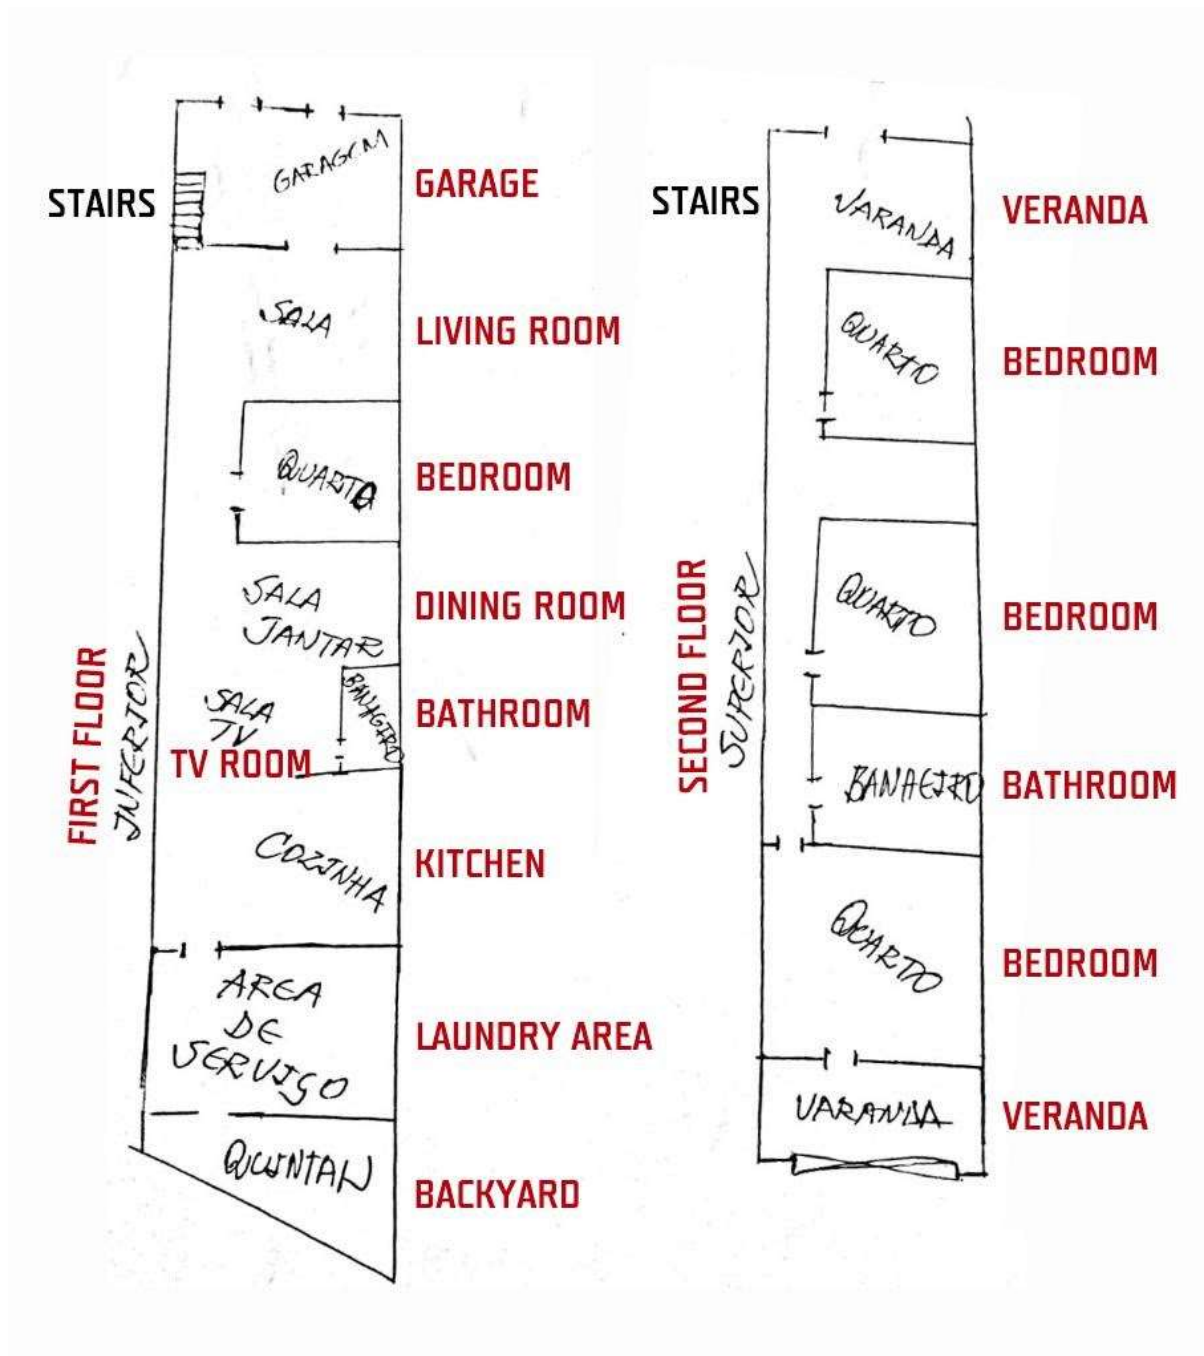 GARAGEM
STAIRS
GARAGE
SALA
LIVING ROOM
QUARTO
BEDROOM
SALA
JANTAR
DINING ROOM
BANHEIRO
BATHROOM
SALA
TV
TV ROOM
FIRST FLOOR
INFERIOR
COZINHA
KITCHEN
AREA
DE
SERVIÇO
LAUNDRY AREA
QUINTAL
BACKYARD
STAIRS
VARANDA
VERANDA
QUARTO
BEDROOM
SECOND FLOOR
SUPERIOR
QUARTO
BEDROOM
BANHEIRO
BATHROOM
QUARTO
BEDROOM
VARANDA
VERANDA